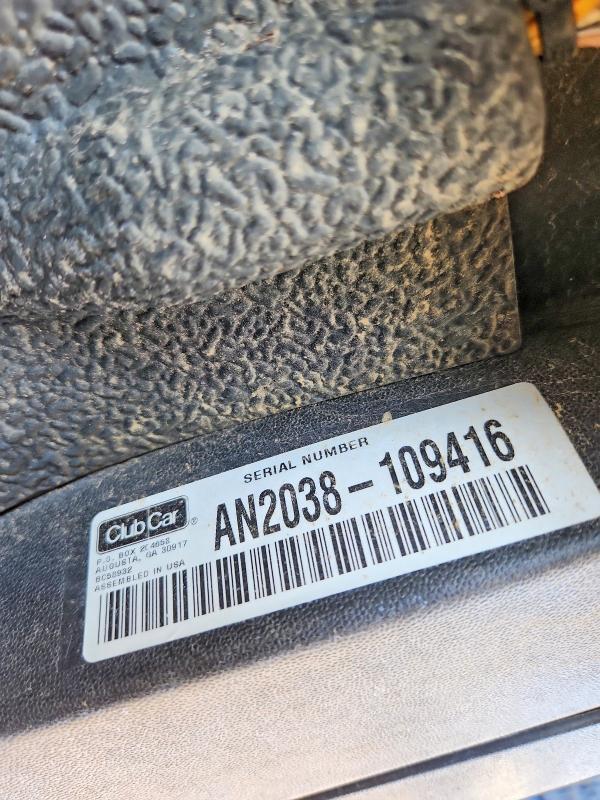 SERIAL NUMBER
Club Car ®
AN2038-109416
P.O. BOX 204658
AUGUSTA, GA 30917
ASSEMBLED IN USA